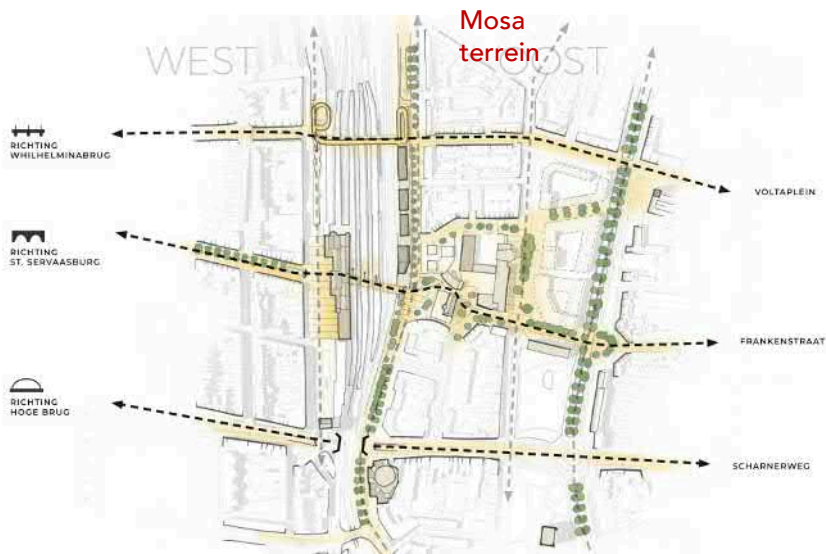 Mosa
terrein
WEST
OOST
RICHTING
WHILHELMINABRUG
VOLTAPLEIN
RICHTING
ST. SERVAASBURG
FRANKENSTRAAT
RICHTING
HOGE BRUG
SCHARNERWEG